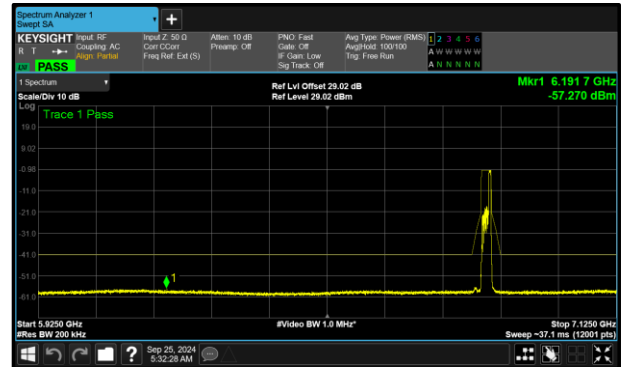 Spectrum Analyzer 1
Swept SA
+
KEYSIGHT Input: RF
R T Coupling: AC
Align: Partial
PASS
Input Z: 50 Ω
Corr CCorr
Freq Ref: Ext (S)
Atten: 10 dB
Preamp: Off
PNO: Fast
Gate: Off
IF Gain: Low
Sig Track: Off
Avg Type: Power (RMS)
Avg|Hold: 100/100
Trig: Free Run
1 2 3 4 5 6
A W W W W W
A N N N N N
1 Spectrum
Scale/Div 10 dB
Ref Lvl Offset 29.02 dB
Ref Level 29.02 dBm
Mkr1 6.191 7 GHz
-57.270 dBm
Log
Trace 1 Pass
19.0
9.02
-0.98
-11.0
-21.0
-31.0
-41.0
-51.0
-61.0
1
Start 5.9250 GHz
#Res BW 200 kHz
#Video BW 1.0 MHz*
Stop 7.1250 GHz
Sweep ~37.1 ms (12001 pts)
?
Sep 25, 2024
5:32:28 AM